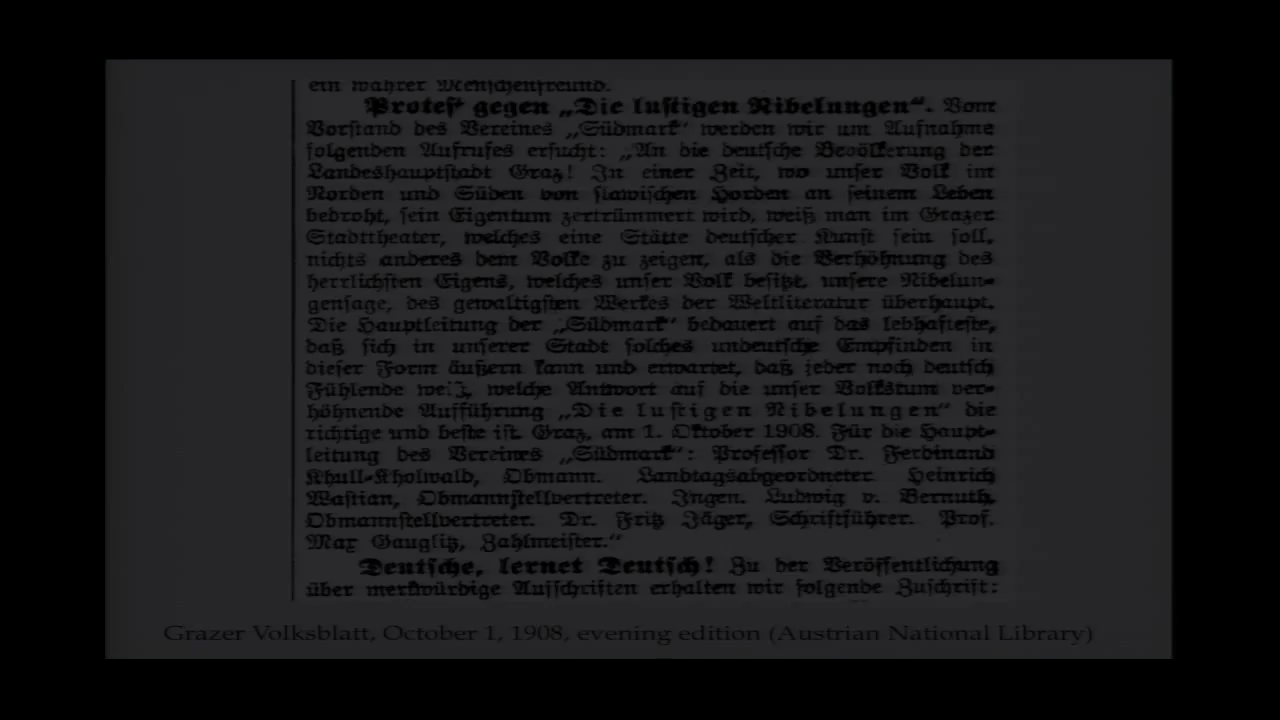 ein wahrer Menschenfreund.
Protest gegen „Die lustigen Nibelungen“. Vom
Vorstand des Vereines „Südmark“ werden wir um Aufnahme
folgenden Aufrufes ersucht: „An die deutsche Bevölkerung der
Landeshauptstadt Graz! In einer Zeit, wo unser Volk im
Norden und Süden von slawischen Horden an seinem Leben
bedroht, sein Eigentum zertrümmert wird, weiß man im Grazer
Stadttheater, welches eine Stätte deutscher Kunst sein soll,
nichts anderes dem Volke zu zeigen, als die Verhöhnung des
herrlichsten Eigens, welches unser Volk besitzt, unsere Nibelun-
gensage, des gewaltigsten Werkes der Weltliteratur überhaupt.
Die Hauptleitung der „Südmark“ bedauert auf das lebhafteste,
daß sich in unserer Stadt solches undeutsche Empfinden in
dieser Form äußern kann und erwartet, daß jeder noch deutsch
Fühlende weiß, welche Antwort auf die unser Volkstum ver-
höhnende Aufführung „Die lustigen Nibelungen“ die
richtige und beste ist. Graz, am 1. Oktober 1908. Für die Haupt-
leitung des Vereines „Südmark“: Professor Dr. Ferdinand
Khull-Kholwald, Obmann. Landtagsabgeordneter Heinrich
Wastian, Obmannstellvertreter. Ingen. Ludwig v. Bernuth,
Obmannstellvertreter. Dr. Fritz Jäger, Schriftführer. Prof.
Max Gauglitz, Zahlmeister.“
Deutsche, lernet Deutsch! Zu der Veröffentlichung
über merkwürdige Aufschriften erhalten wir folgende Zuschrift:
Grazer Volksblatt, October 1, 1908, evening edition (Austrian National Library)